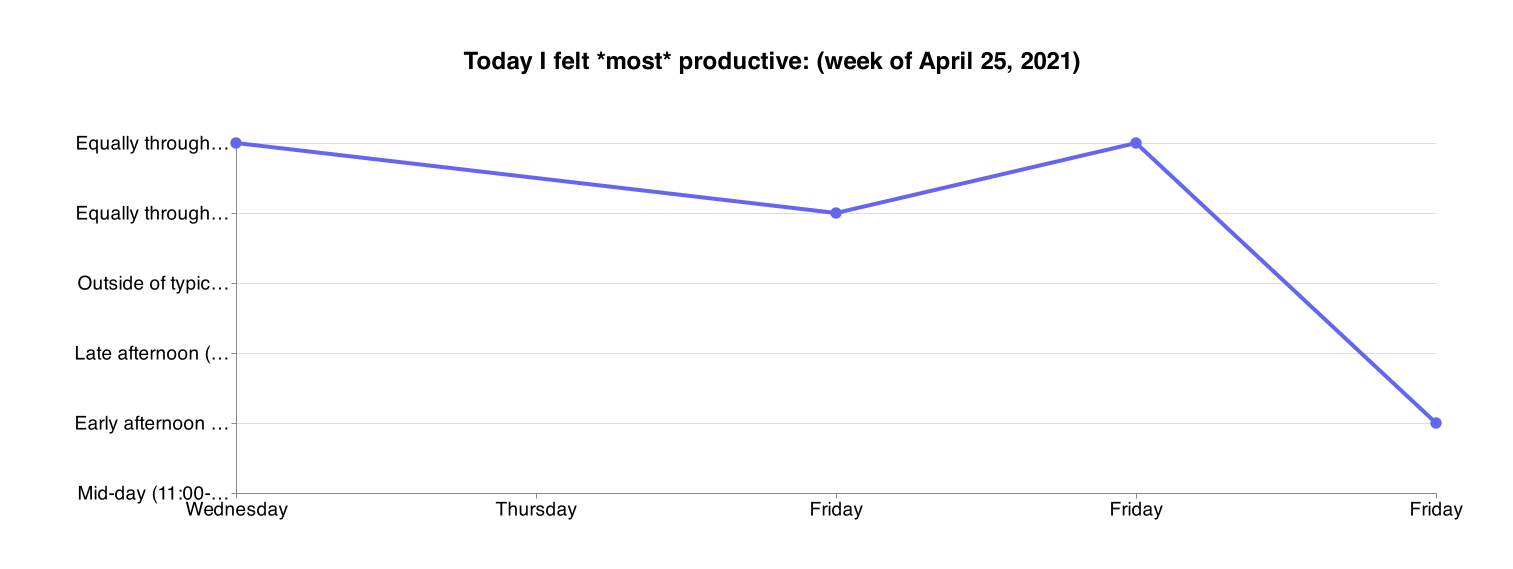 Today I felt *most* productive: (week of April 25, 2021)
Equally through…
Equally through…
Outside of typic…
Late afternoon (…
Early afternoon …
Mid-day (11:00-…
Wednesday Thursday Friday Friday Friday